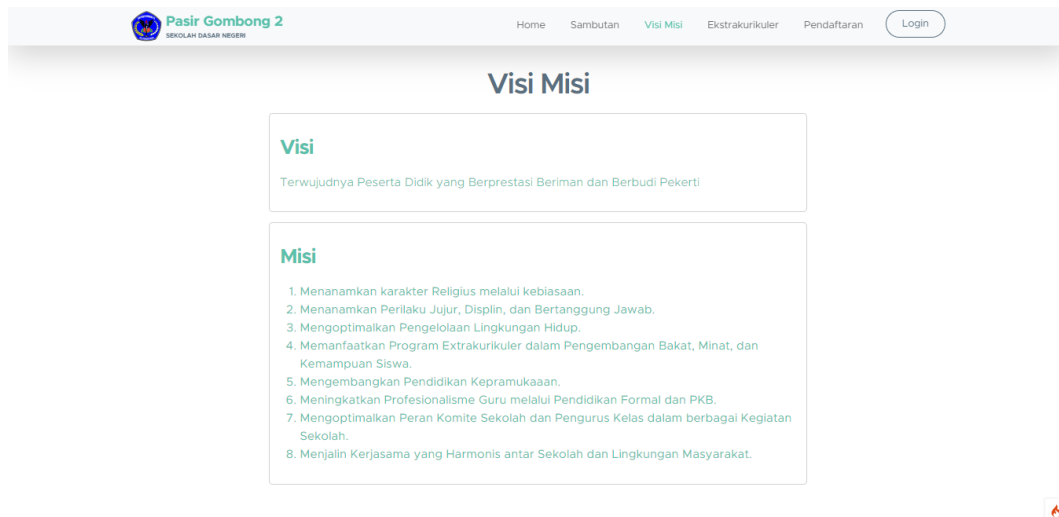 Pasir Gombong 2
SEKOLAH DASAR NEGERI
Home Sambutan Visi Misi Ekstrakurikuler Pendaftaran Login
Visi Misi
Visi
Terwujudnya Peserta Didik yang Berprestasi Beriman dan Berbudi Pekerti
Misi
1. Menanamkan karakter Religius melalui kebiasaan.
2. Menanamkan Perilaku Jujur, Displin, dan Bertanggung Jawab.
3. Mengoptimalkan Pengelolaan Lingkungan Hidup.
4. Memanfaatkan Program Extrakurikuler dalam Pengembangan Bakat, Minat, dan
Kemampuan Siswa.
5. Mengembangkan Pendidikan Kepramukaaan.
6. Meningkatkan Profesionalisme Guru melalui Pendidikan Formal dan PKB.
7. Mengoptimalkan Peran Komite Sekolah dan Pengurus Kelas dalam berbagai Kegiatan
Sekolah.
8. Menjalin Kerjasama yang Harmonis antar Sekolah dan Lingkungan Masyarakat.